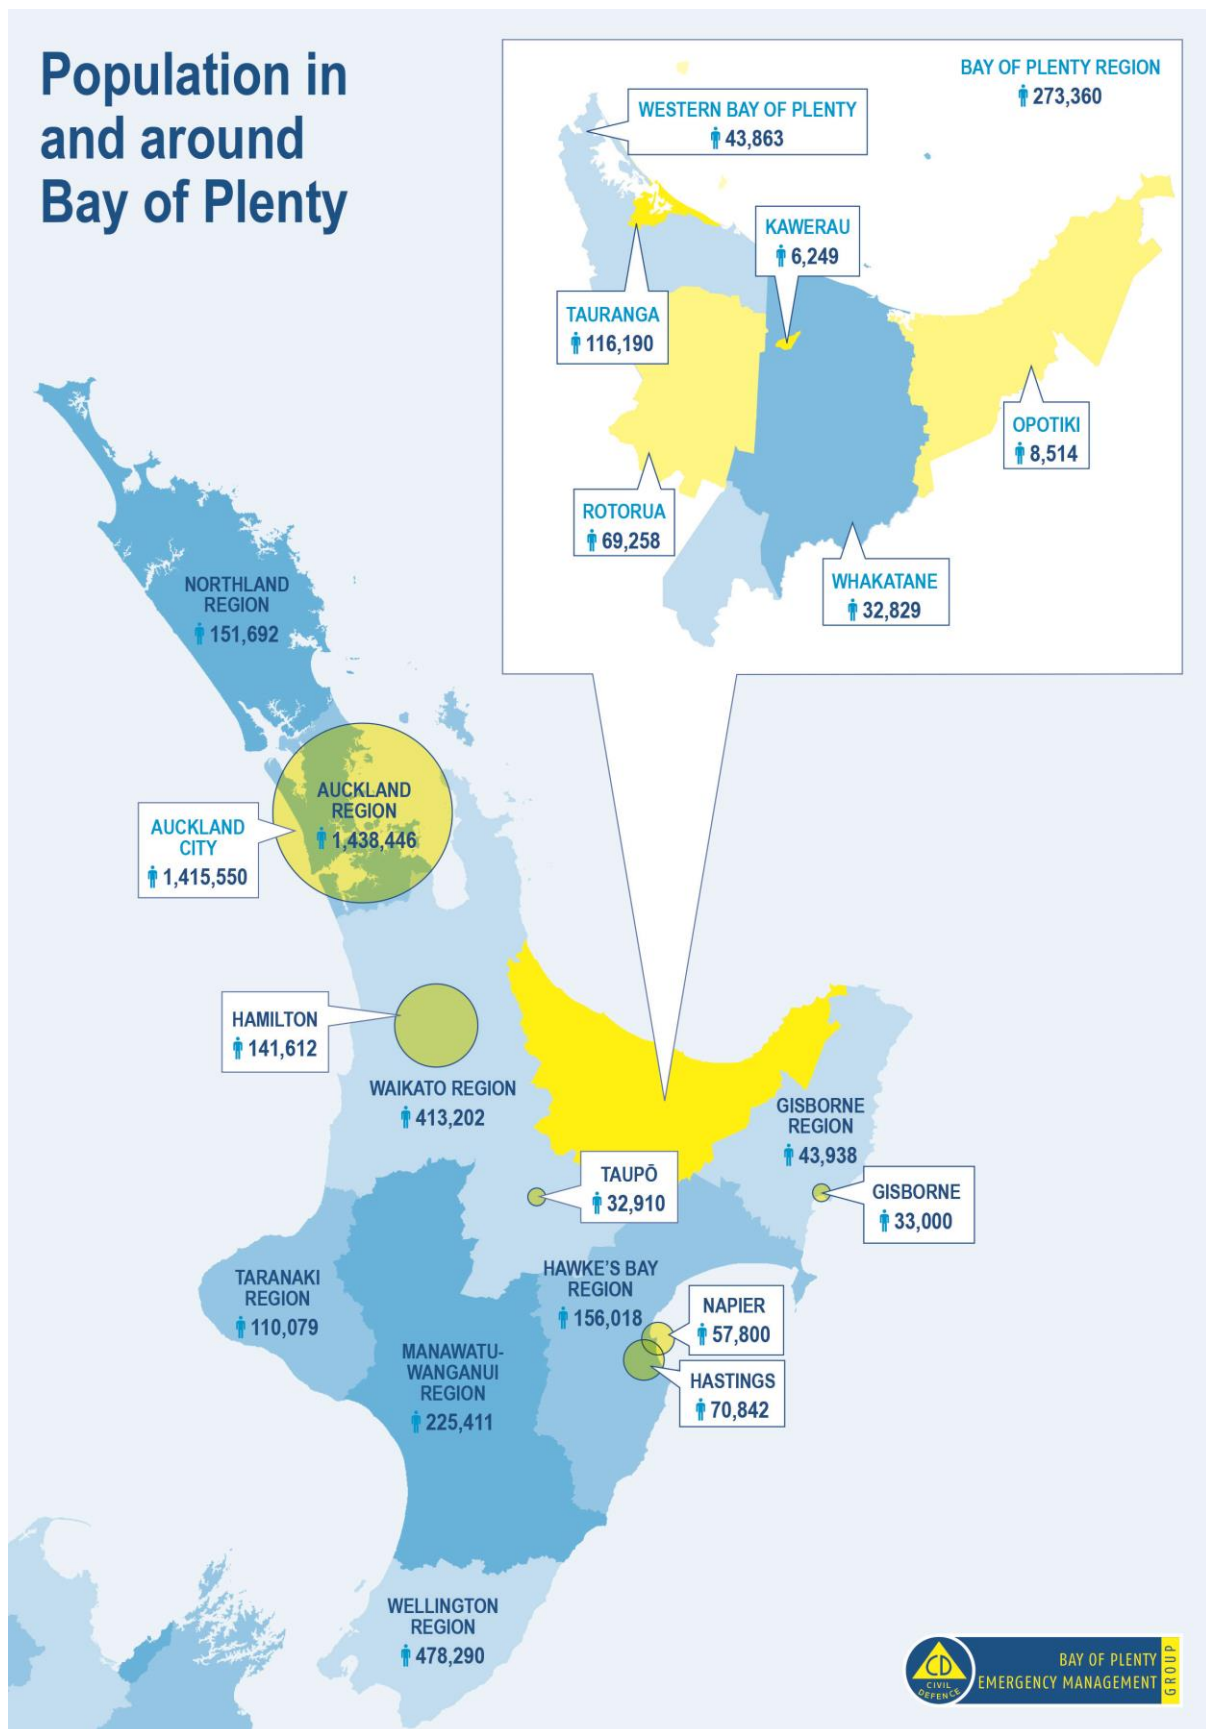 Population in
and around
Bay of Plenty
BAY OF PLENTY REGION
273,360
WESTERN BAY OF PLENTY
43,863
KAWERAU
6,249
TAURANGA
116,190
OPOTIKI
8,514
ROTORUA
69,258
WHAKATANE
32,829
NORTHLAND
REGION
151,692
AUCKLAND
REGION
1,438,446
AUCKLAND
CITY
1,415,550
HAMILTON
141,612
WAIKATO REGION
413,202
GISBORNE
REGION
43,938
TAUPŌ
32,910
GISBORNE
33,000
TARANAKI
REGION
110,079
HAWKE'S BAY
REGION
156,018
NAPIER
57,800
MANAWATU-
WANGANUI
REGION
225,411
HASTINGS
70,842
WELLINGTON
REGION
478,290
CD
CIVIL
DEFENCE
BAY OF PLENTY
EMERGENCY MANAGEMENT
GROUP